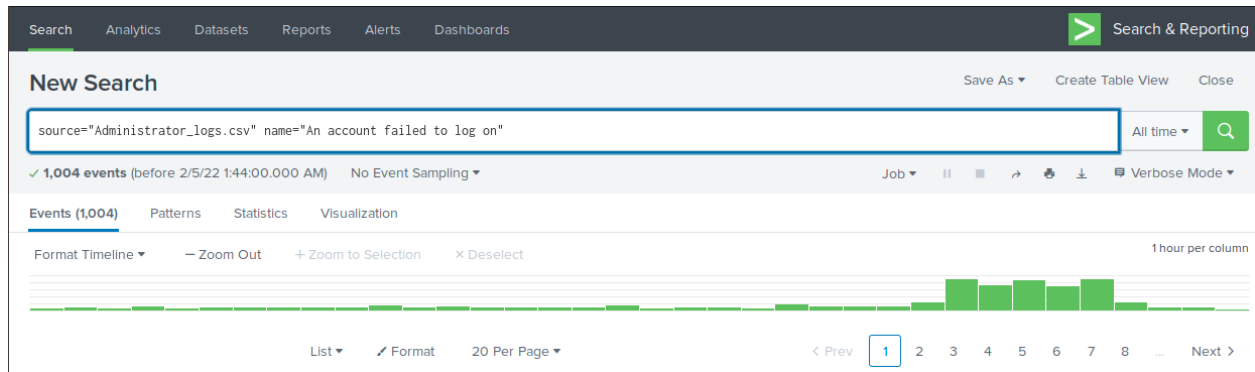 Search Analytics Datasets Reports Alerts Dashboards Search & Reporting
New Search Save As Create Table View Close
source="Administrator_logs.csv" name="An account failed to log on" All time
1,004 events (before 2/5/22 1:44:00.000 AM) No Event Sampling Job Verbose Mode
Events (1,004) Patterns Statistics Visualization
Format Timeline — Zoom Out + Zoom to Selection × Deselect 1 hour per column
List Format 20 Per Page < Prev 1 2 3 4 5 6 7 8 ... Next >